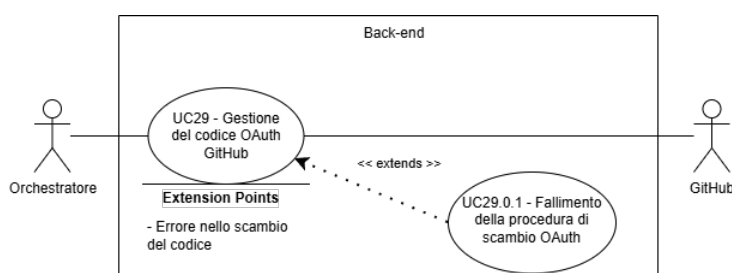 Back-end
UC29 - Gestione
del codice OAuth
GitHub
<< extends >>
Orchestratore
GitHub
Extension Points
- Errore nello scambio
del codice
UC29.0.1 - Fallimento
della procedura di
scambio OAuth